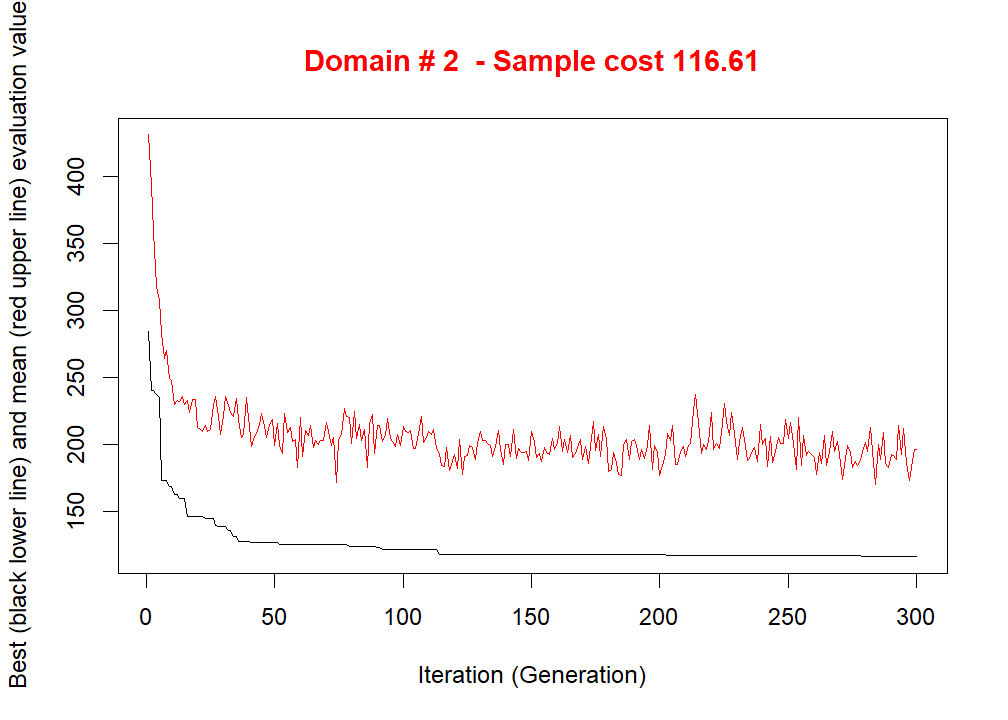 Domain # 2  - Sample cost 116.61
Best (black lower line) and mean (red upper line) evaluation value
400
350
300
250
200
150
0 50 100 150 200 250 300
Iteration (Generation)